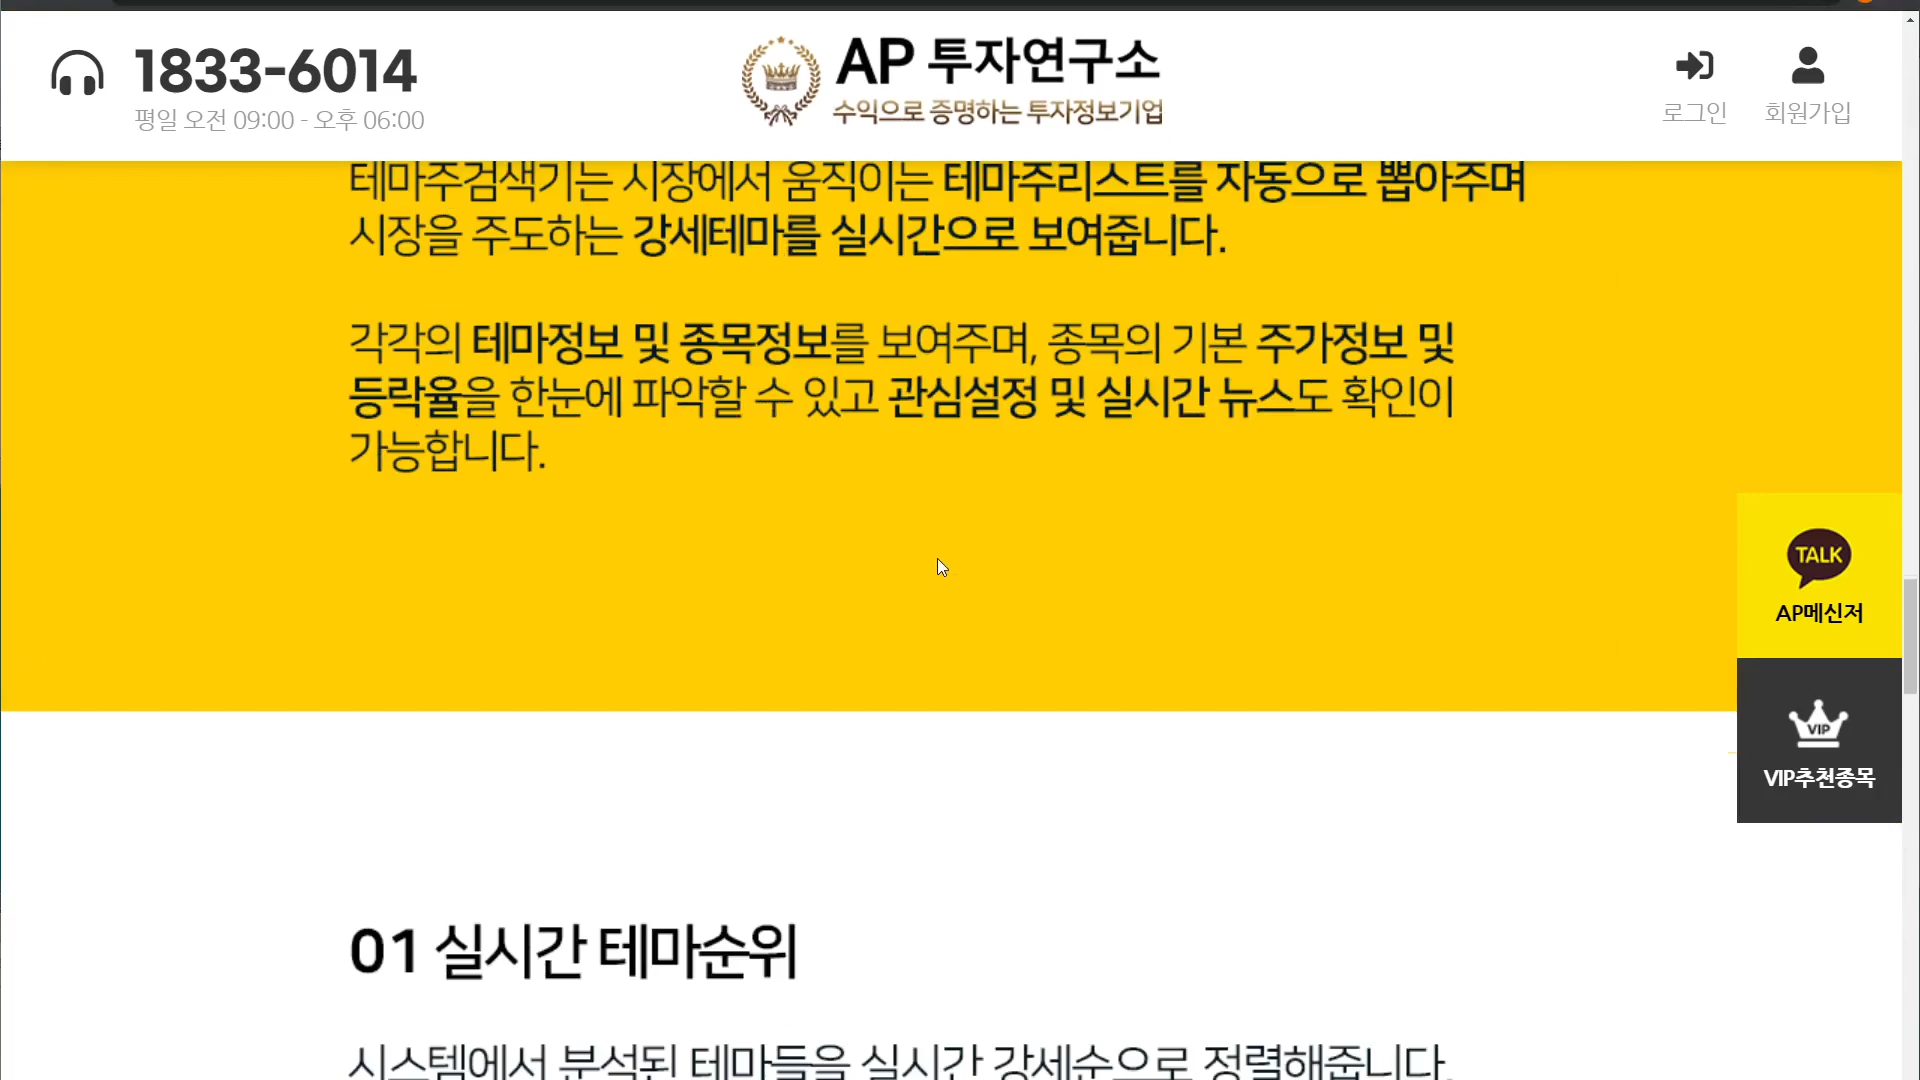 1833-6014
평일 오전 09:00 - 오후 06:00
AP 투자연구소
수익으로 증명하는 투자정보기업
로그인
회원가입
테마주검색기는 시장에서 움직이는 테마주리스트를 자동으로 뽑아주며
시장을 주도하는 강세테마를 실시간으로 보여줍니다.
각각의 테마정보 및 종목정보를 보여주며, 종목의 기본 주가정보 및
등락율을 한눈에 파악할 수 있고 관심설정 및 실시간 뉴스도 확인이
가능합니다.
TALK
AP메신저
VIP
VIP추천종목
01 실시간 테마순위
시스템에서 분석된 테마들을 실시간 강세순으로 정렬해줍니다.